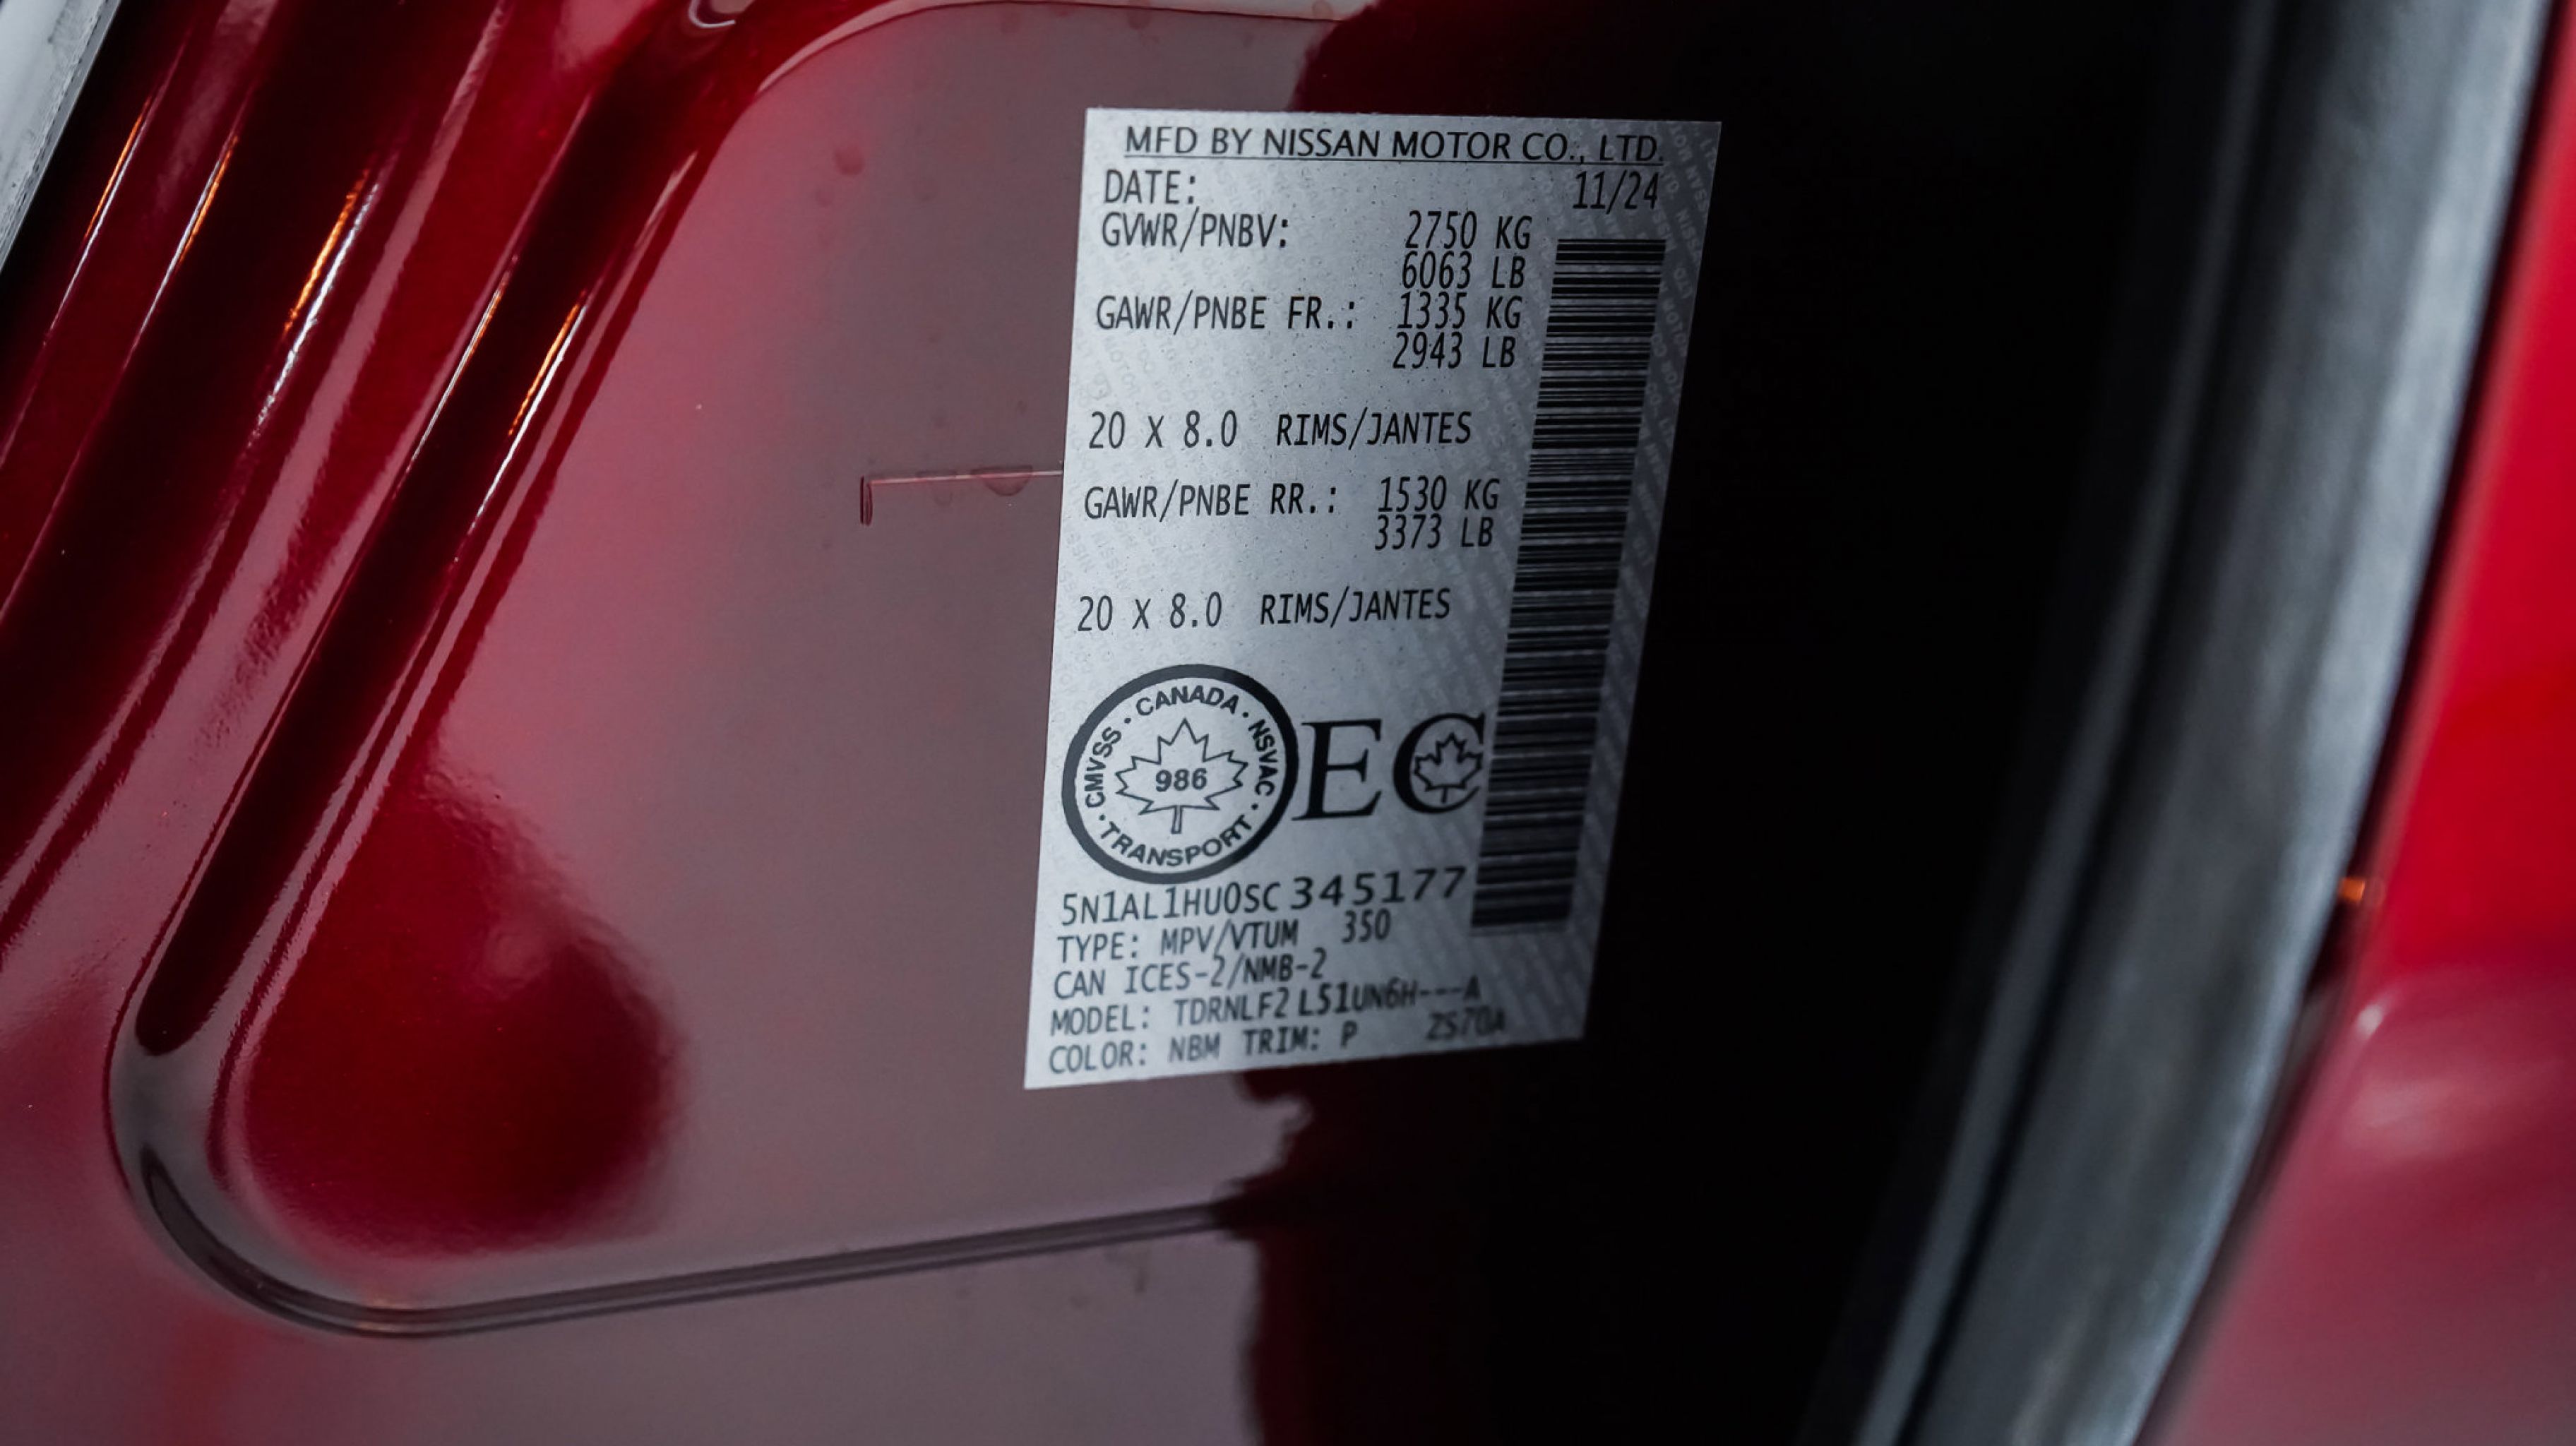 MFD BY NISSAN MOTOR CO., LTD.
DATE: 11/24
GVWR/PNBV: 2750 KG
6063 LB
GAWR/PNBE FR.: 1335 KG
2943 LB
20 X 8.0 RIMS/JANTES
GAWR/PNBE RR.: 1530 KG
3373 LB
20 X 8.0 RIMS/JANTES
CMVSS · CANADA · NSVAC · TRANSPORT ·
986
EC
5N1AL1HU0SC345177
TYPE: MPV/VTUM 350
CAN ICES-2/NMB-2
MODEL: TDRNLF2 L51UN6H---A
COLOR: NBM TRIM: P ZS70A